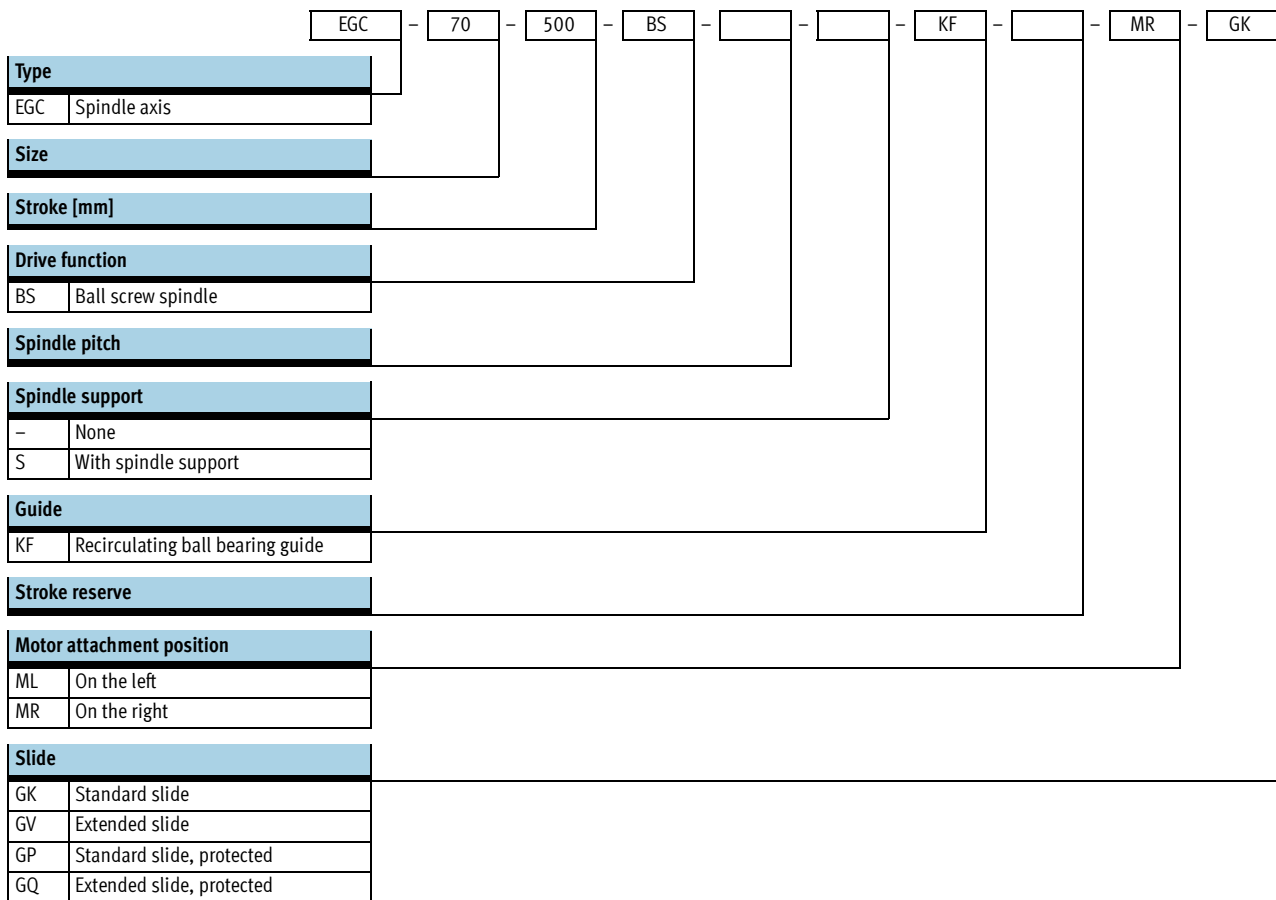 EGC – 70 – 500 – BS – – – KF – – MR – GK
Type
EGC Spindle axis
Size
Stroke [mm]
Drive function
BS Ball screw spindle
Spindle pitch
Spindle support
– None
S With spindle support
Guide
KF Recirculating ball bearing guide
Stroke reserve
Motor attachment position
ML On the left
MR On the right
Slide
GK Standard slide
GV Extended slide
GP Standard slide, protected
GQ Extended slide, protected